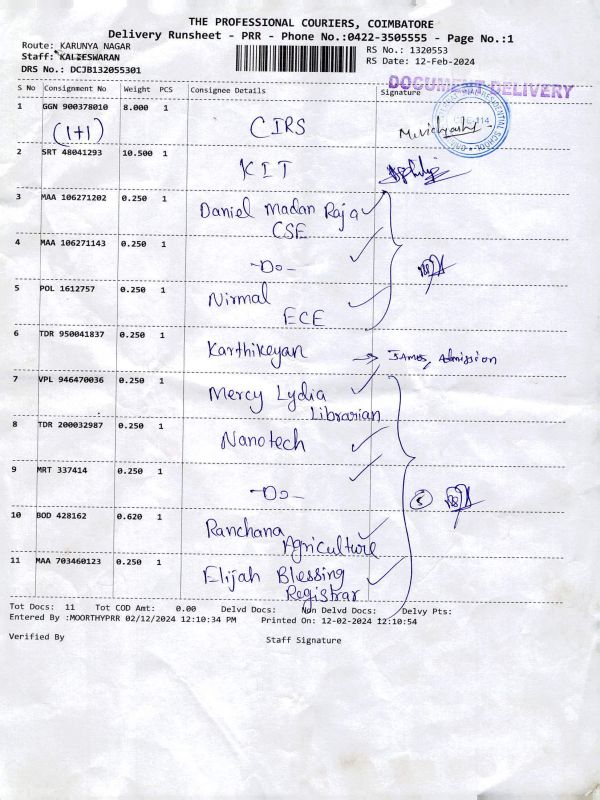 THE PROFESSIONAL COURIERS, COIMBATORE
Delivery Runsheet - PRR - Phone No.:0422-3505555 - Page No.:1
Route: KARUNYA NAGAR
RS No.: 1320553
Staff: KALIESWARAN
RS Date: 12-Feb-2024
DRS No.: DCJB132055301
DOCUMENT DELIVERY
S No Consignment No Weight PCS Consignee Details Signature
1 GGN 900378010 8.000 1 CIRS
(1+1)
2 SRT 48041293 10.500 1 KIT
3 MAA 106271202 0.250 1 Daniel Madan Raja
CSE
4 MAA 106271143 0.250 1 -Do-
5 POL 1612757 0.250 1 Nirmal
ECE
6 TDR 950041837 0.250 1 Karthikeyan → JAMES, Admission
7 VPL 946470036 0.250 1 Mercy Lydia
Librarian
8 TDR 200032987 0.250 1 Nanotech
9 MRT 337414 0.250 1 -Do-
10 BOD 428162 0.620 1 Ranchana
Agriculture
11 MAA 703460123 0.250 1 Elijah Blessing
Registrar
Tot Docs: 11 Tot COD Amt: 0.00 Delvd Docs: Non Delvd Docs: Delvy Pts:
Entered By :MOORTHYPRR 02/12/2024 12:10:34 PM Printed On: 12-02-2024 12:10:54
Verified By Staff Signature